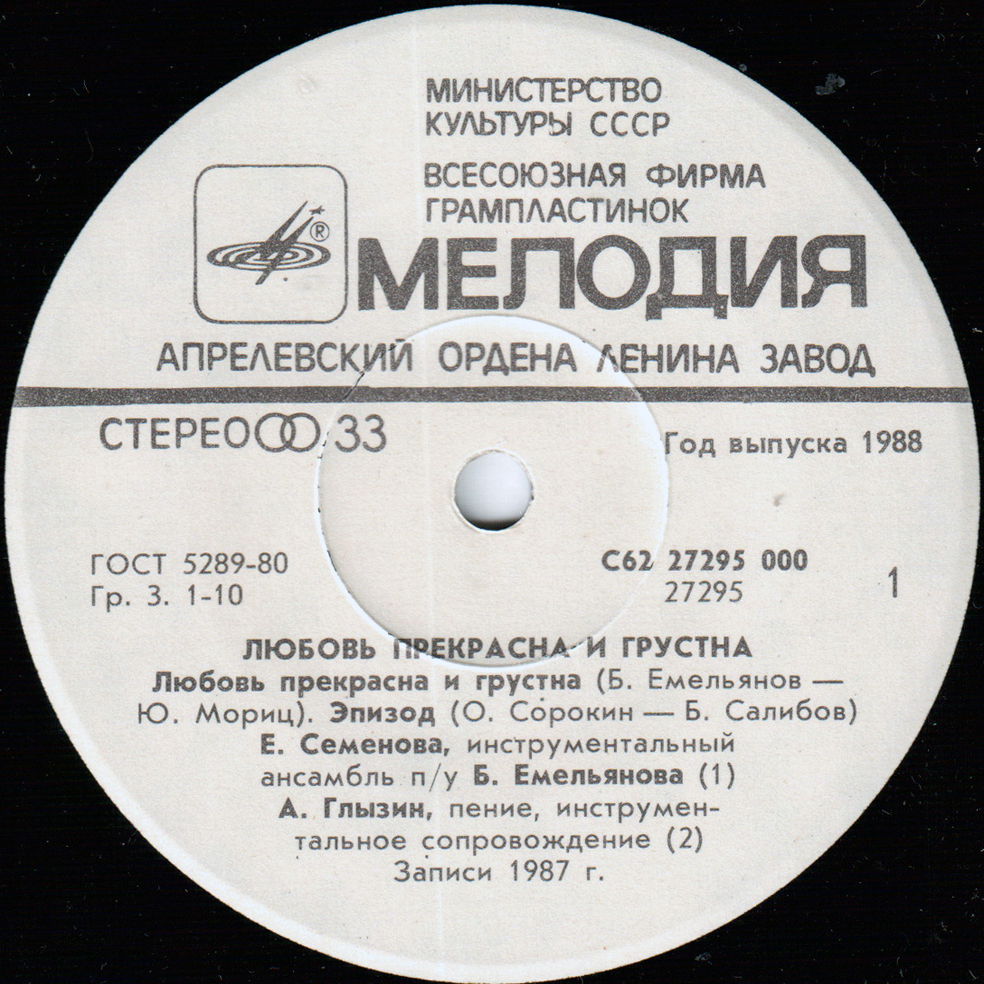 МИНИСТЕРСТВО
КУЛЬТУРЫ СССР
ВСЕСОЮЗНАЯ ФИРМА
ГРАМПЛАСТИНОК
®
МЕЛОДИЯ
АПРЕЛЕВСКИЙ ОРДЕНА ЛЕНИНА ЗАВОД
СТЕРЕО 33
Год выпуска 1988
ГОСТ 5289-80
Гр. 3. 1-10
С62 27295 000
27295
1
ЛЮБОВЬ ПРЕКРАСНА И ГРУСТНА
Любовь прекрасна и грустна (Б. Емельянов —
Ю. Мориц). Эпизод (О. Сорокин — Б. Салибов)
Е. Семенова, инструментальный
ансамбль п/у Б. Емельянова (1)
А. Глызин, пение, инструмен-
тальное сопровождение (2)
Записи 1987 г.